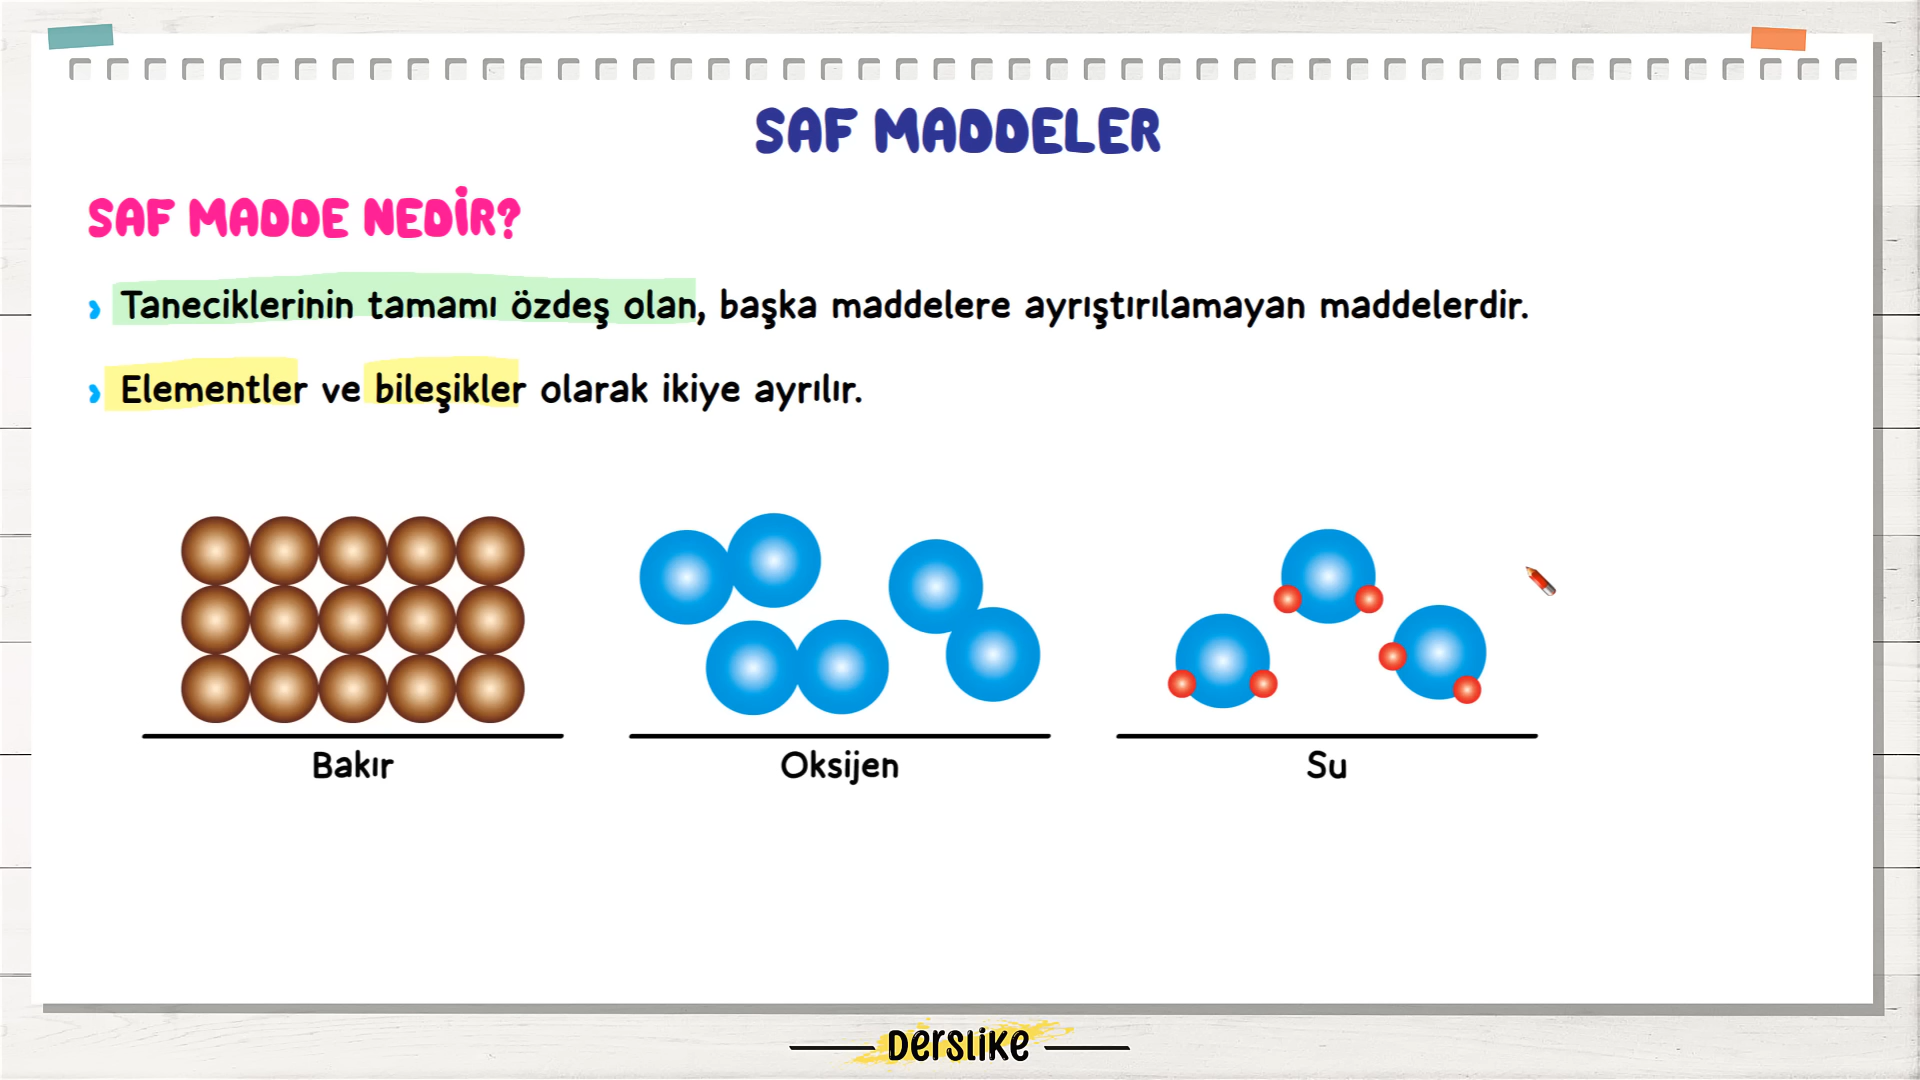 SAF MADDELER
SAF MADDE NEDİR?
› Taneciklerinin tamamı özdeş olan, başka maddelere ayrıştırılamayan maddelerdir.
› Elementler ve bileşikler olarak ikiye ayrılır.
Bakır
Oksijen
Su
Derslike